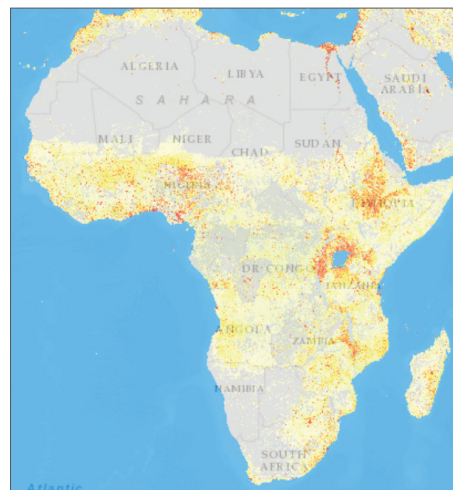 ALGERIA
LIBYA
EGYPT
SAUDI
ARABIA
SAHARA
MALI
NIGER
CHAD
SUDAN
NIGERIA
ETHIOPIA
DR CONGO
TANZANIA
ANGOLA
ZAMBIA
NAMIBIA
SOUTH
AFRICA
Atlantic